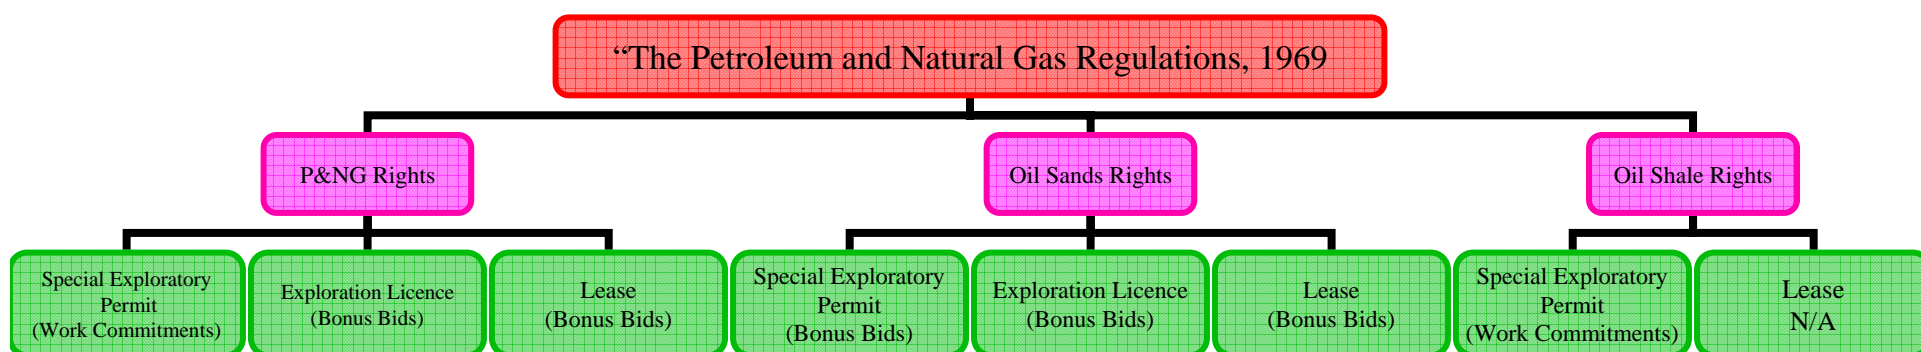 “The Petroleum and Natural Gas Regulations, 1969
P&NG Rights
Oil Sands Rights
Oil Shale Rights
Special Exploratory
Permit
(Work Commitments)
Exploration Licence
(Bonus Bids)
Lease
(Bonus Bids)
Special Exploratory
Permit
(Bonus Bids)
Exploration Licence
(Bonus Bids)
Lease
(Bonus Bids)
Special Exploratory
Permit
(Work Commitments)
Lease
N/A